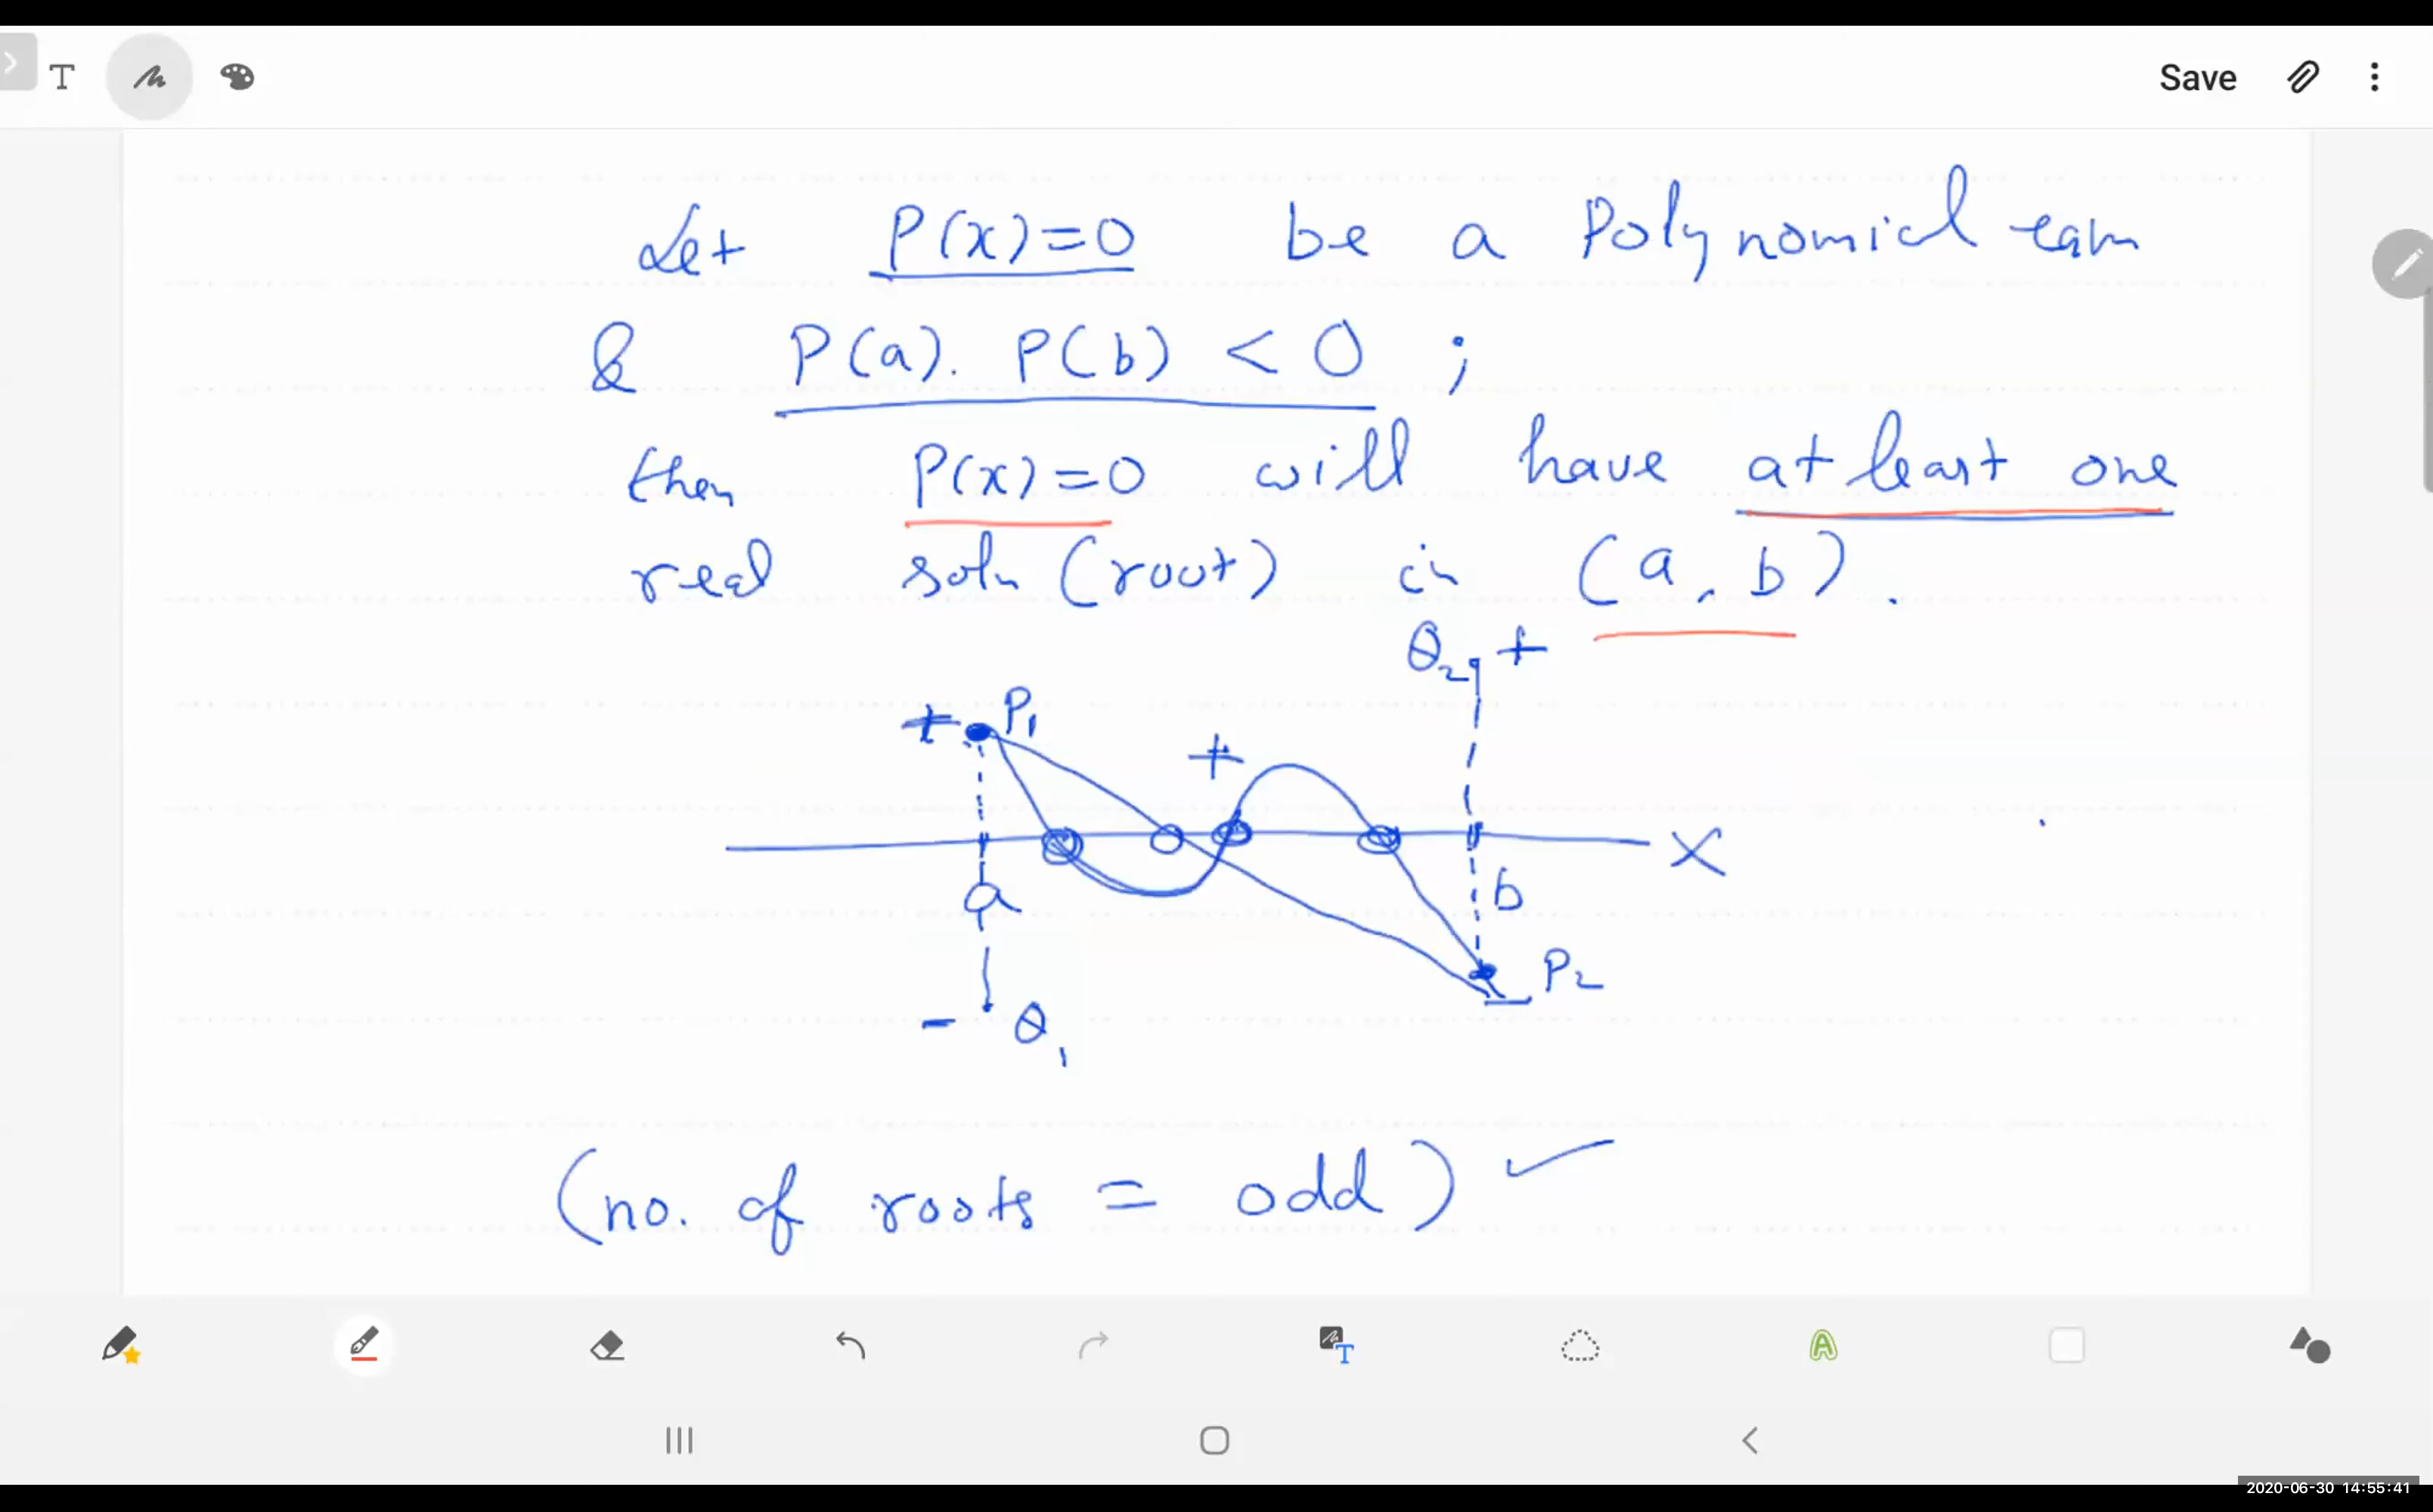 T
Save
Let P(x)=0 be a Polynomial eqn
& P(a). P(b) < 0 ;
then P(x)=0 will have at least one
real soln (root) in (a, b).
Q2 +
+ P1
+
X
a
b
P2
- Q1
(no. of roots = odd) ✓
T
A
2020-06-30 14:55:41